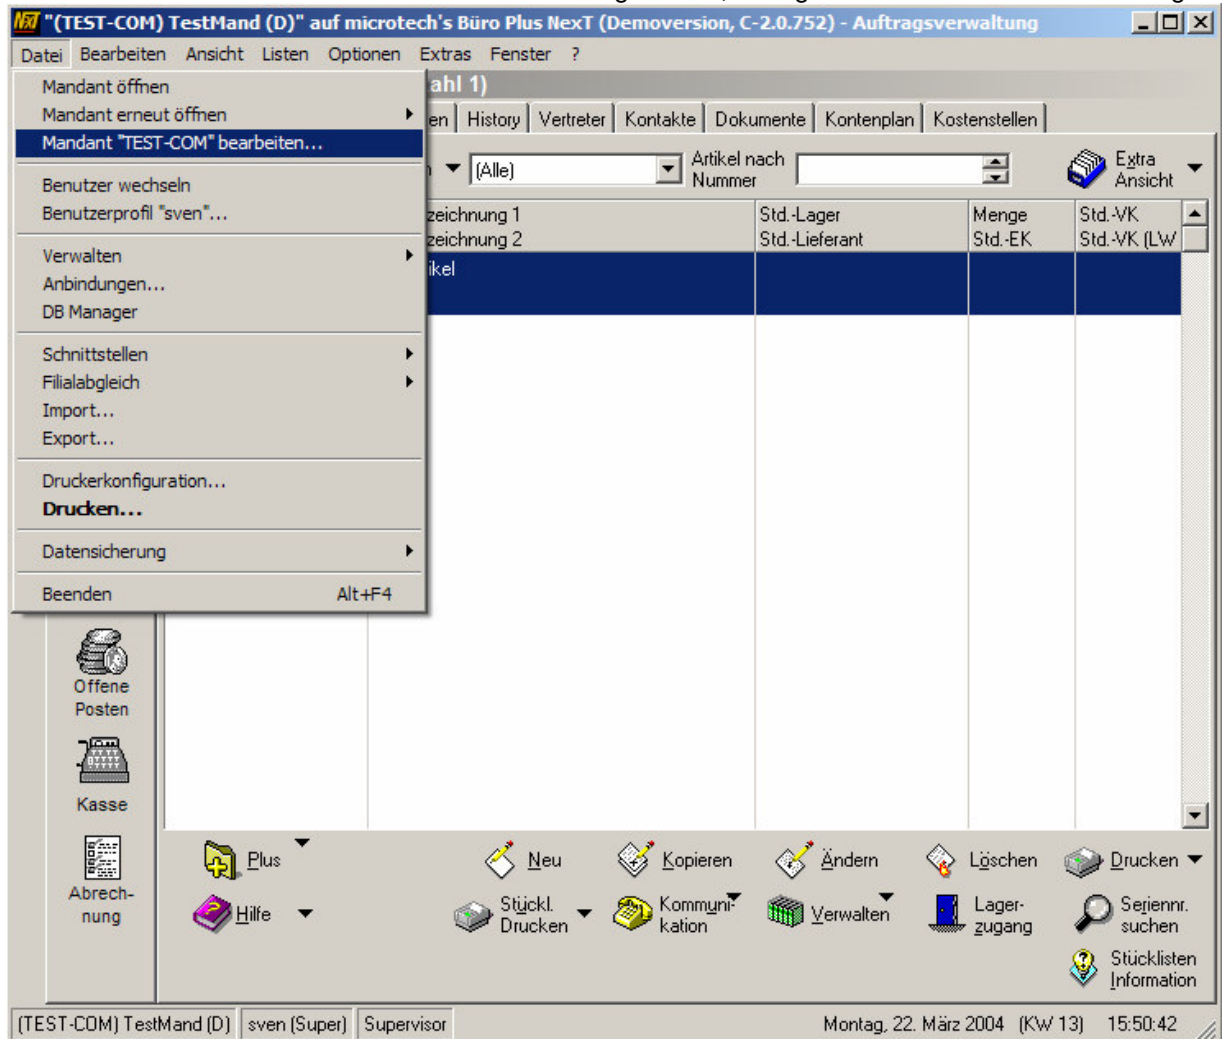 "(TEST-COM) TestMand (D)" auf microtech's Büro Plus NexT (Demoversion, C-2.0.752) - Auftragsverwaltung
Datei Bearbeiten Ansicht Listen Optionen Extras Fenster ?
Mandant öffnen
Mandant erneut öffnen
Mandant "TEST-COM" bearbeiten...
Benutzer wechseln
Benutzerprofil "sven"...
Verwalten
Anbindungen...
DB Manager
Schnittstellen
Filialabgleich
Import...
Export...
Druckerkonfiguration...
Drucken...
Datensicherung
Beenden Alt+F4
ahl 1)
en History Vertreter Kontakte Dokumente Kontenplan Kostenstellen
(Alle)
Artikel nach
Nummer
Extra
Ansicht
zeichnung 1 Std.-Lager Menge Std.-VK
zeichnung 2 Std.-Lieferant Std.-EK Std.-VK (LW
ikel
Offene
Posten
Kasse
Abrech-
nung
Plus
Neu
Kopieren
Ändern
Löschen
Drucken
Hilfe
Stückl.
Drucken
Kommuni-
kation
Verwalten
Lager-
zugang
Seriennr.
suchen
Stücklisten
Information
(TEST-COM) TestMand (D) sven (Super) Supervisor Montag, 22. März 2004 (KW 13) 15:50:42